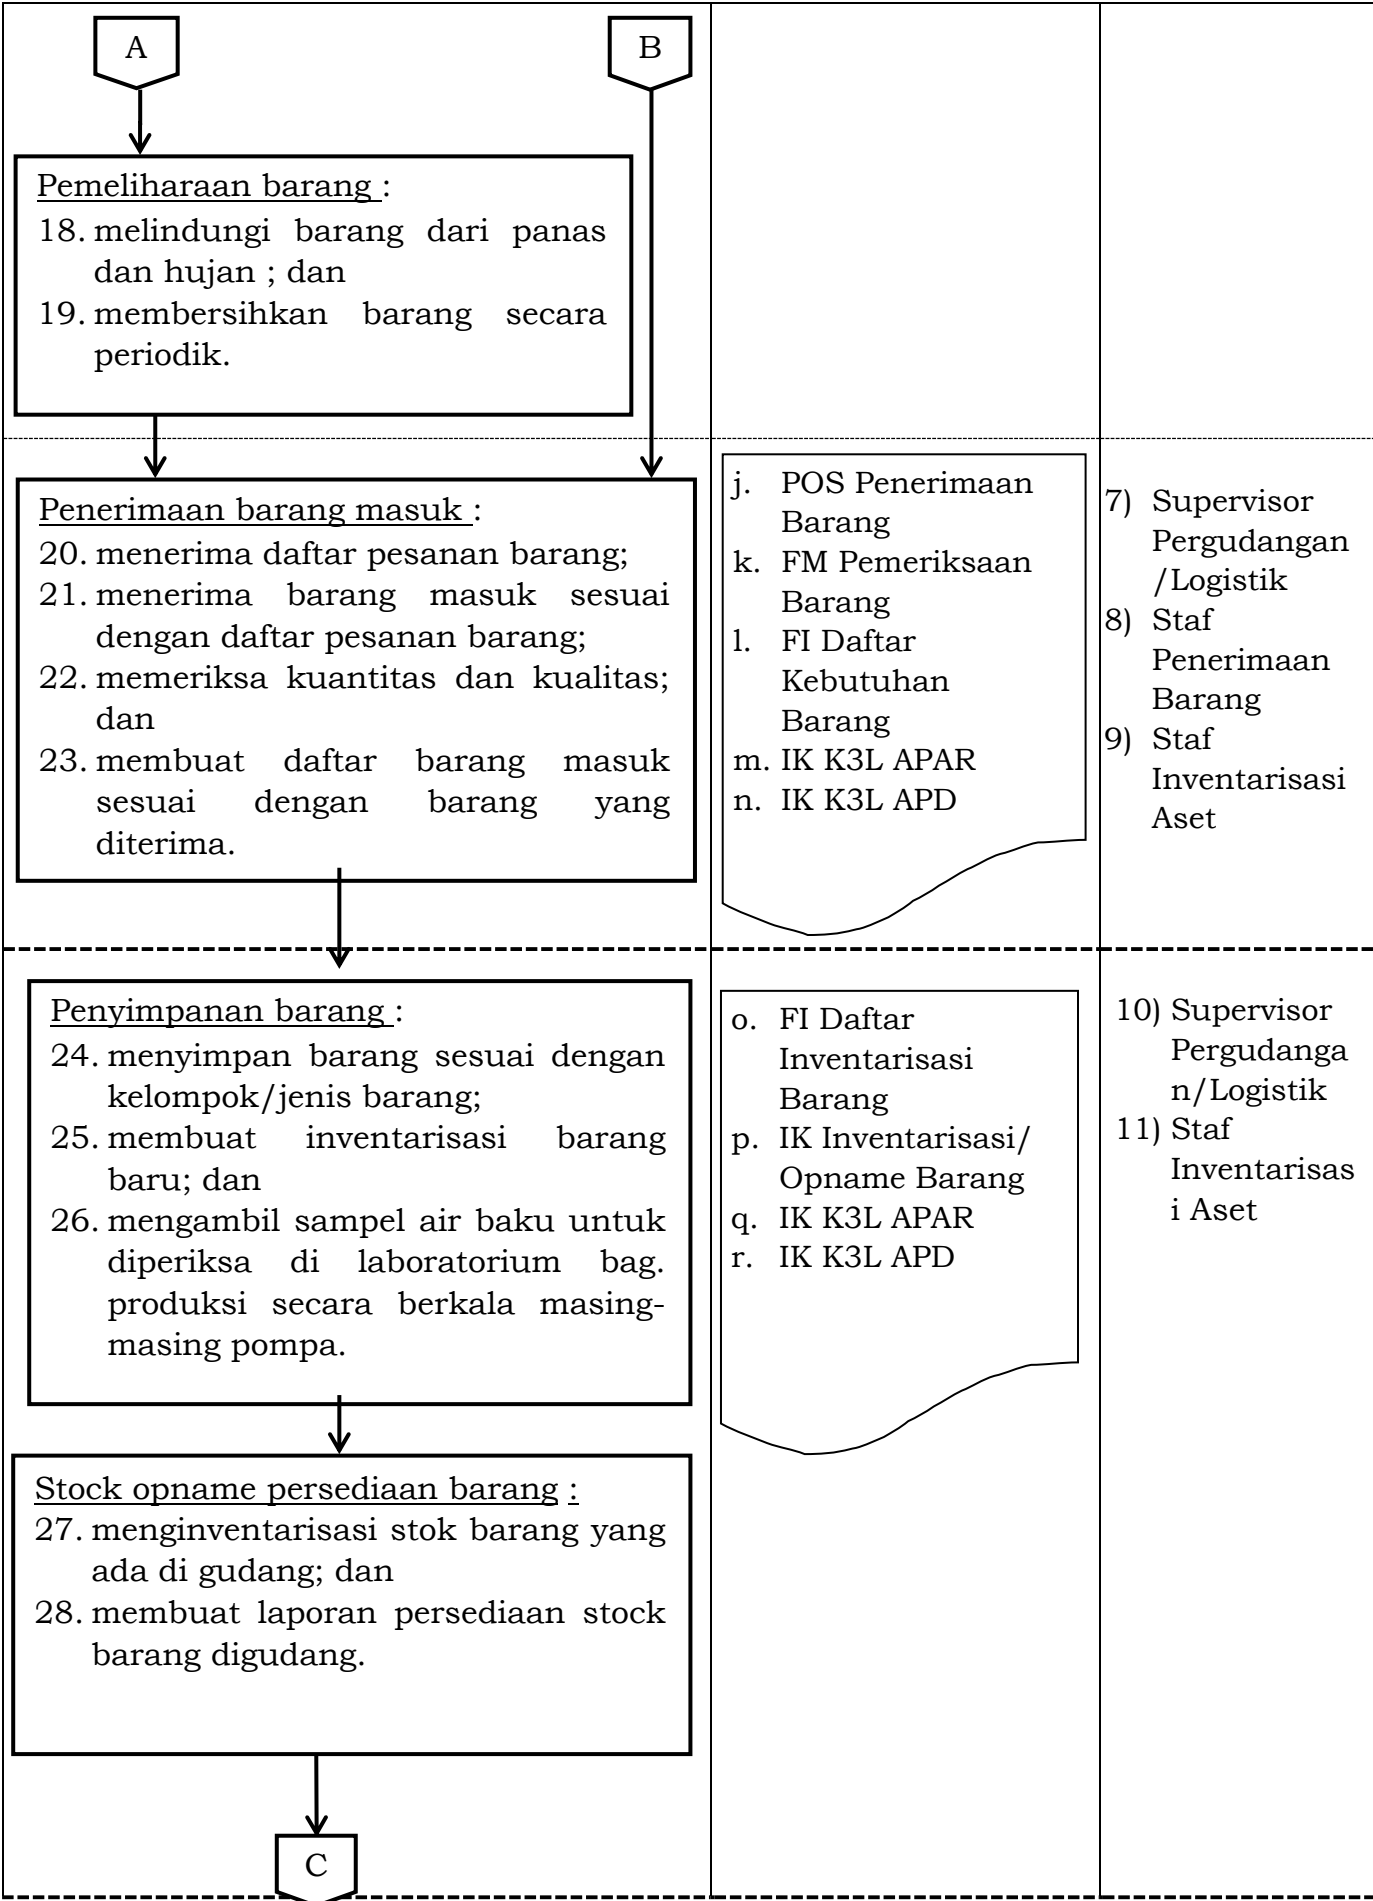 A
B
Pemeliharaan barang :
18. melindungi barang dari panas
dan hujan ; dan
19. membersihkan barang secara
periodik.
Penerimaan barang masuk :
20. menerima daftar pesanan barang;
21. menerima barang masuk sesuai
dengan daftar pesanan barang;
22. memeriksa kuantitas dan kualitas;
dan
23. membuat daftar barang masuk
sesuai dengan barang yang
diterima.
j. POS Penerimaan
Barang
k. FM Pemeriksaan
Barang
l. FI Daftar
Kebutuhan
Barang
m. IK K3L APAR
n. IK K3L APD
7) Supervisor
Pergudangan
/Logistik
8) Staf
Penerimaan
Barang
9) Staf
Inventarisasi
Aset
Penyimpanan barang :
24. menyimpan barang sesuai dengan
kelompok/jenis barang;
25. membuat inventarisasi barang
baru; dan
26. mengambil sampel air baku untuk
diperiksa di laboratorium bag.
produksi secara berkala masing-
masing pompa.
o. FI Daftar
Inventarisasi
Barang
p. IK Inventarisasi/
Opname Barang
q. IK K3L APAR
r. IK K3L APD
10) Supervisor
Pergudanga
n/Logistik
11) Staf
Inventarisas
i Aset
Stock opname persediaan barang :
27. menginventarisasi stok barang yang
ada di gudang; dan
28. membuat laporan persediaan stock
barang digudang.
C